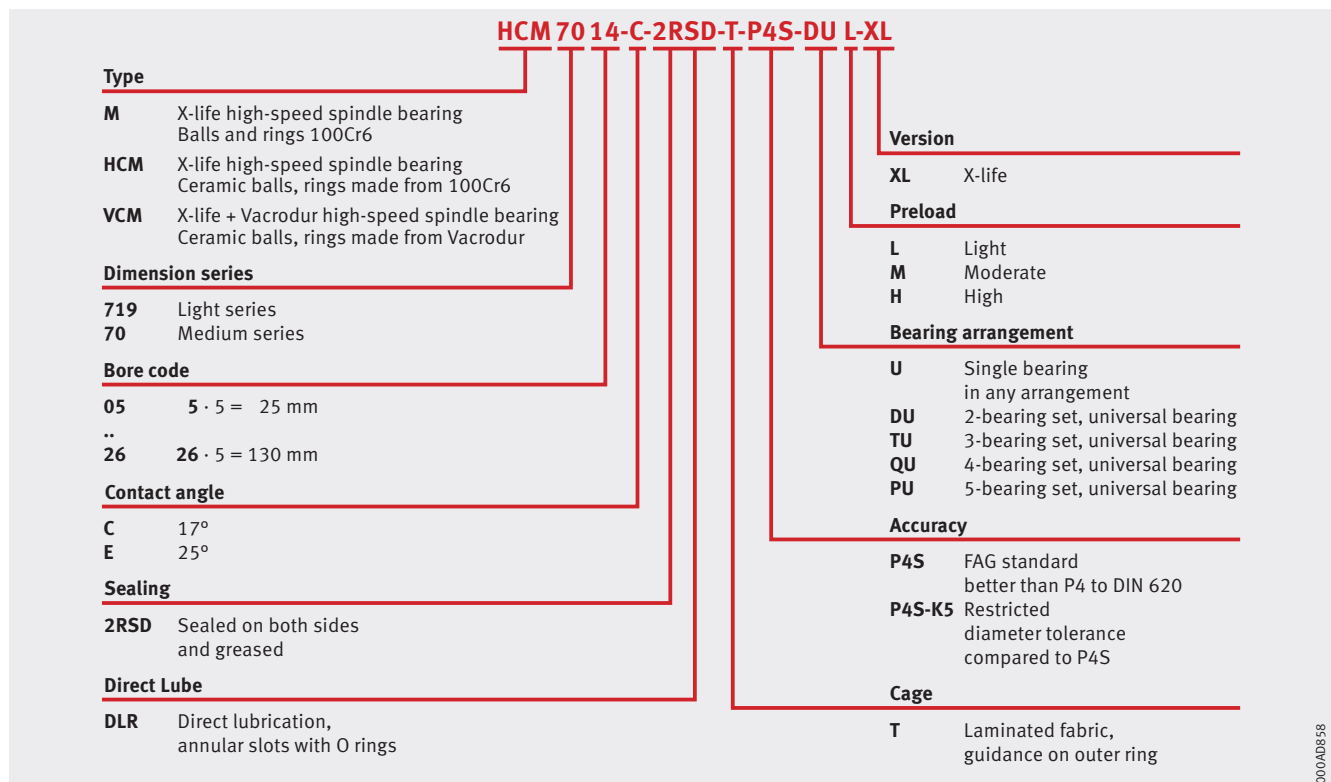 HCM 70 14-C-2RSD-T-P4S-DU L-XL
Type
M X-life high-speed spindle bearing
Balls and rings 100Cr6
HCM X-life high-speed spindle bearing
Ceramic balls, rings made from 100Cr6
VCM X-life + Vacrodur high-speed spindle bearing
Ceramic balls, rings made from Vacrodur
Dimension series
719 Light series
70 Medium series
Bore code
05 5 · 5 = 25 mm
..
26 26 · 5 = 130 mm
Contact angle
C 17°
E 25°
Sealing
2RSD Sealed on both sides
and greased
Direct Lube
DLR Direct lubrication,
annular slots with O rings
Version
XL X-life
Preload
L Light
M Moderate
H High
Bearing arrangement
U Single bearing
in any arrangement
DU 2-bearing set, universal bearing
TU 3-bearing set, universal bearing
QU 4-bearing set, universal bearing
PU 5-bearing set, universal bearing
Accuracy
P4S FAG standard
better than P4 to DIN 620
P4S-K5 Restricted
diameter tolerance
compared to P4S
Cage
T Laminated fabric,
guidance on outer ring
000AD858